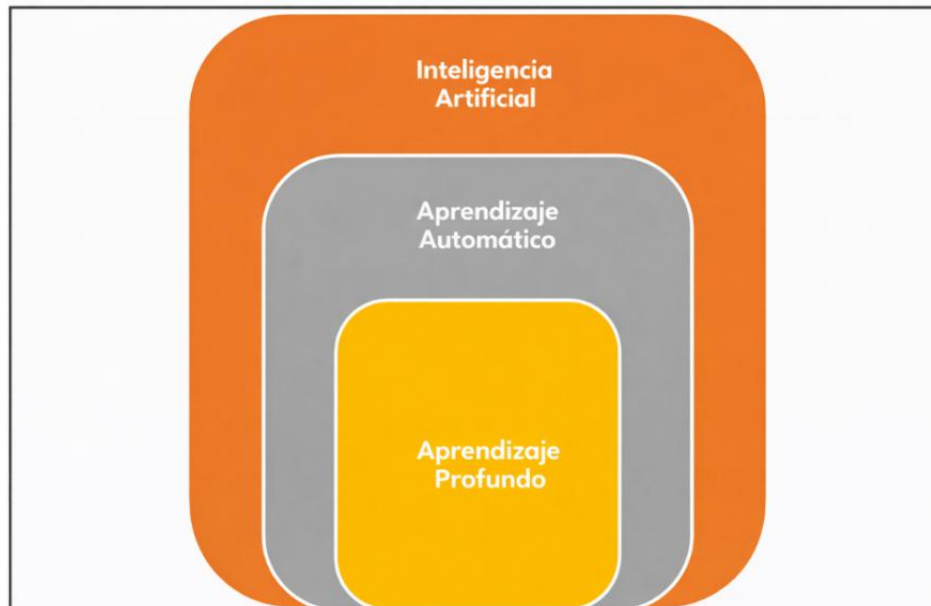 Inteligencia
Artificial
Aprendizaje
Automático
Aprendizaje
Profundo